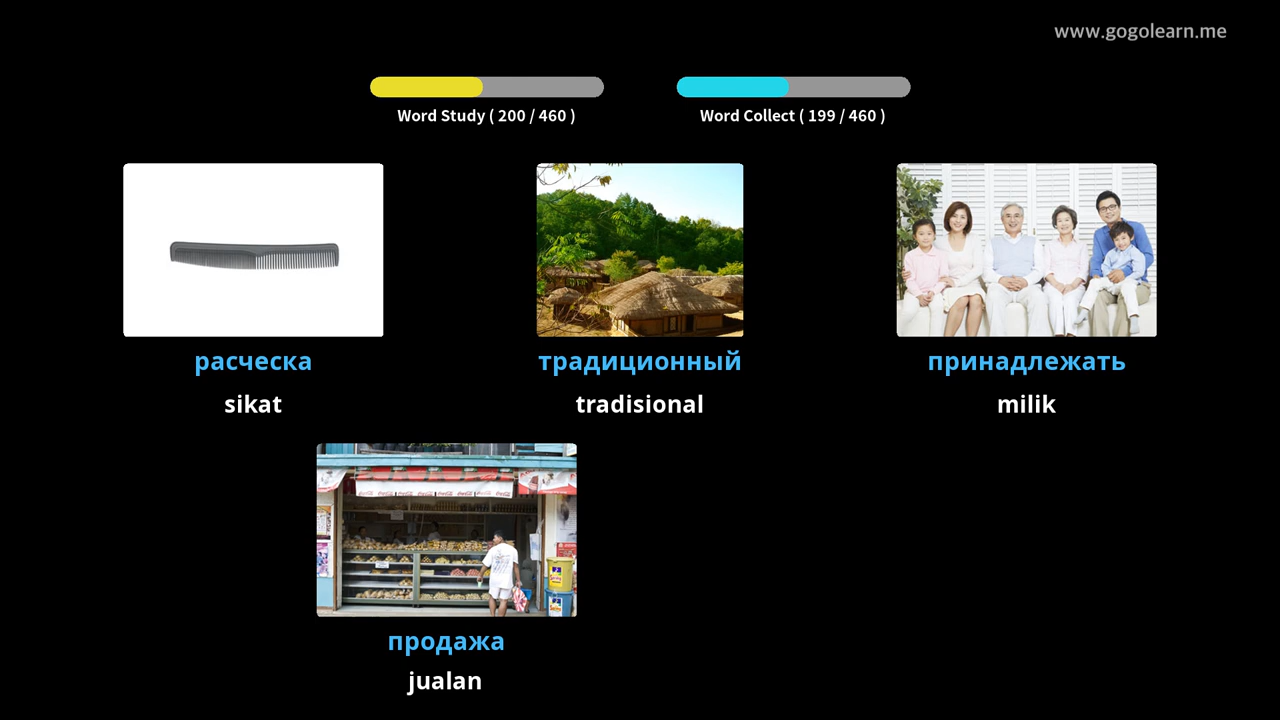 www.gogolearn.me
Word Study ( 200 / 460 )
Word Collect ( 199 / 460 )
расческа
традиционный
принадлежать
sikat
tradisional
milik
продажа
jualan